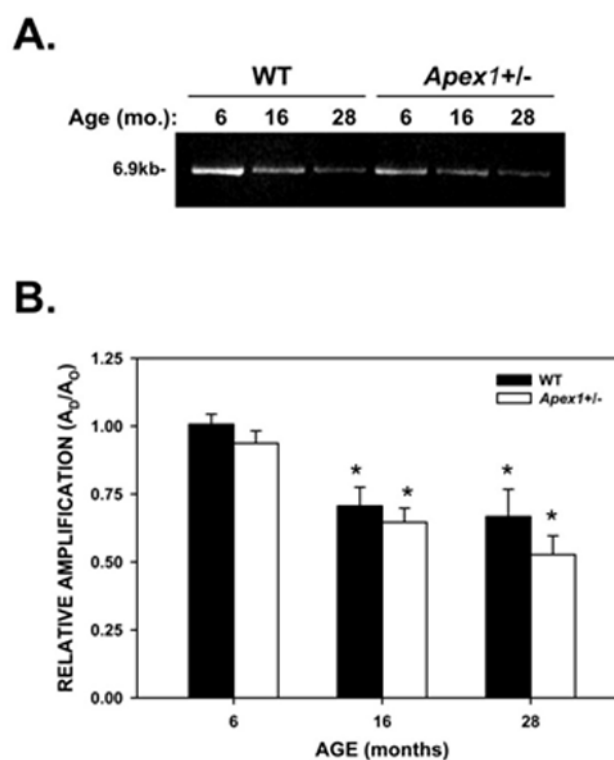 A.
WT Apex1+/-
Age (mo.): 6 16 28 6 16 28
6.9kb-
B.
1.25
1.00
0.75
0.50
0.25
0.00
RELATIVE AMPLIFICATION (A_D/A_O)
WT
Apex1+/-
* * * *
6 16 28
AGE (months)